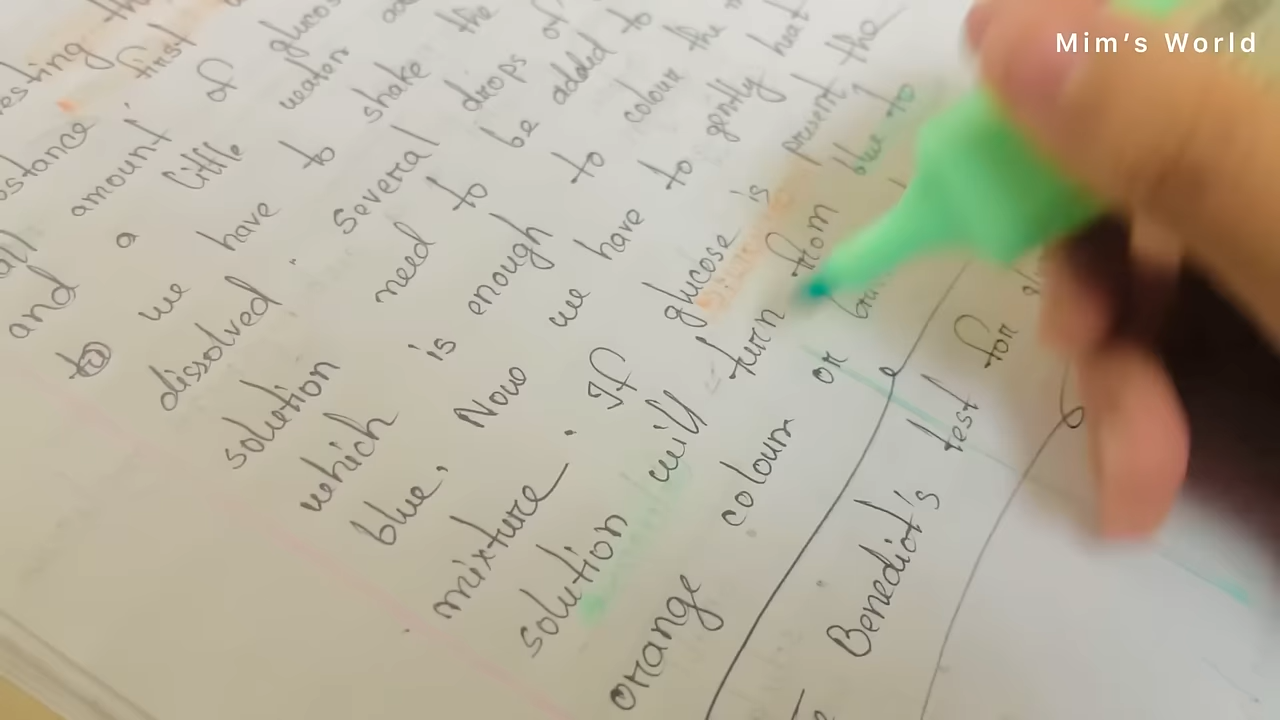 Mim's World
testing
substance first
amount of glucose
and a little water
to we have to shake
dissolved. Several drops of
solution need to be added to
which is enough to colour the
blue. Now we have to gently heat
mixture. If glucose is present, the
solution will turn from blue to
orange colour or
Benedict's test for